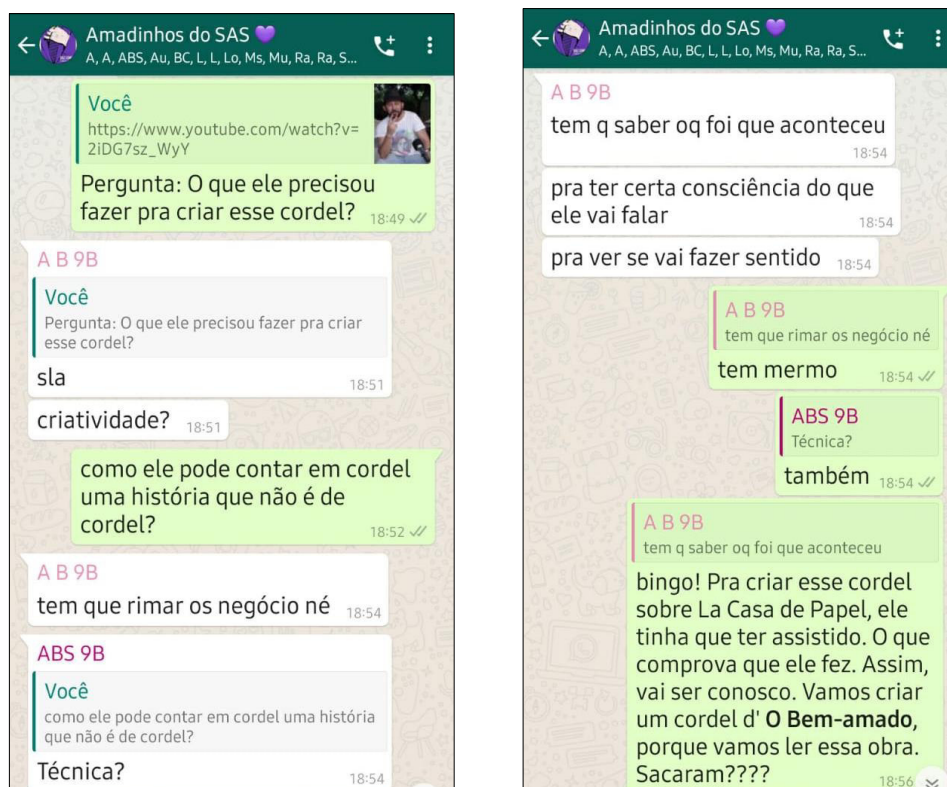 Amadinhos do SAS 💜
A, A, ABS, Au, BC, L, L, Lo, Ms, Mu, Ra, Ra, S...
Você
https://www.youtube.com/watch?v=
2iDG7sz_WyY
Pergunta: O que ele precisou
fazer pra criar esse cordel? 18:49
A B 9B
Você
Pergunta: O que ele precisou fazer pra criar
esse cordel?
sla 18:51
criatividade? 18:51
como ele pode contar em cordel
uma história que não é de
cordel? 18:52
A B 9B
tem que rimar os negócio né 18:54
ABS 9B
Você
como ele pode contar em cordel uma história
que não é de cordel?
Técnica? 18:54
Amadinhos do SAS 💜
A, A, ABS, Au, BC, L, L, Lo, Ms, Mu, Ra, Ra, S...
A B 9B
tem q saber oq foi que aconteceu
18:54
pra ter certa consciência do que
ele vai falar 18:54
pra ver se vai fazer sentido 18:54
A B 9B
tem que rimar os negócio né
tem mermo 18:54
ABS 9B
Técnica?
também 18:54
A B 9B
tem q saber oq foi que aconteceu
bingo! Pra criar esse cordel
sobre La Casa de Papel, ele
tinha que ter assistido. O que
comprova que ele fez. Assim,
vai ser conosco. Vamos criar
um cordel d' O Bem-amado,
porque vamos ler essa obra.
Sacaram???? 18:56